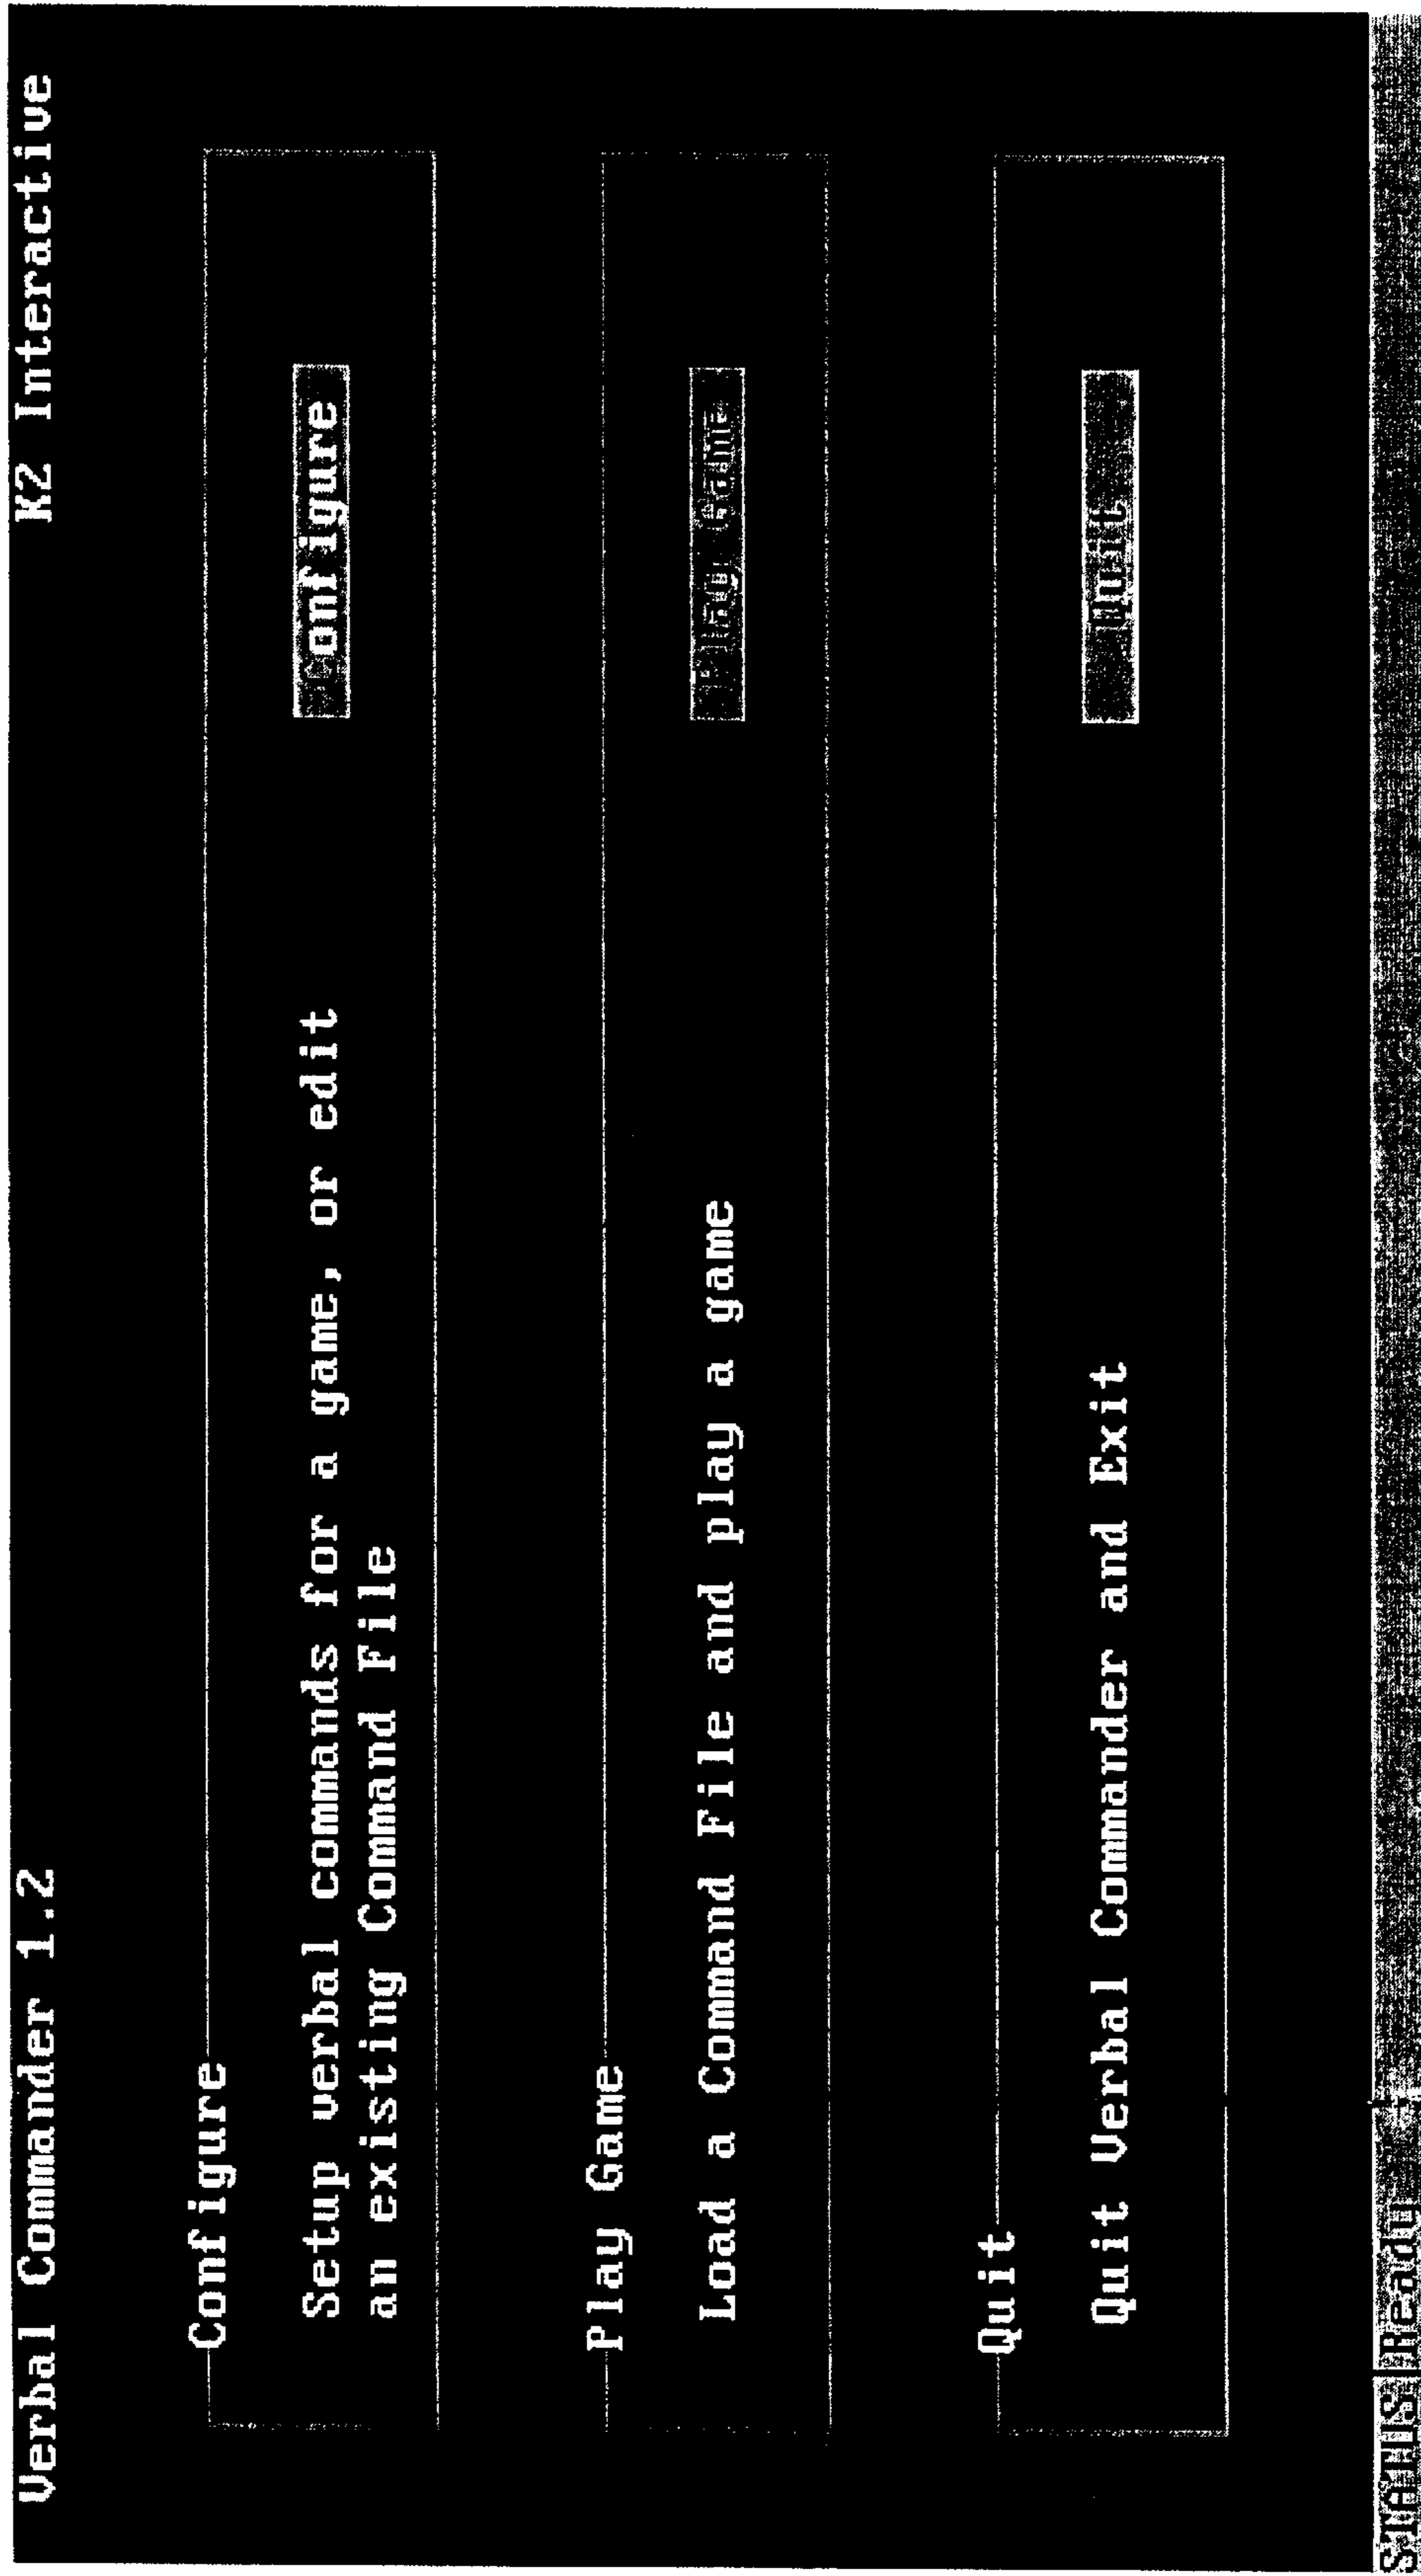 Verbal Commander 1.2 K2 Interactive
Configure
Setup verbal commands for a game, or edit Configure
an existing Command File
Play Game
Load a Command File and play a game Play Game
Quit
Quit Verbal Commander and Exit Quit
STATUS Ready